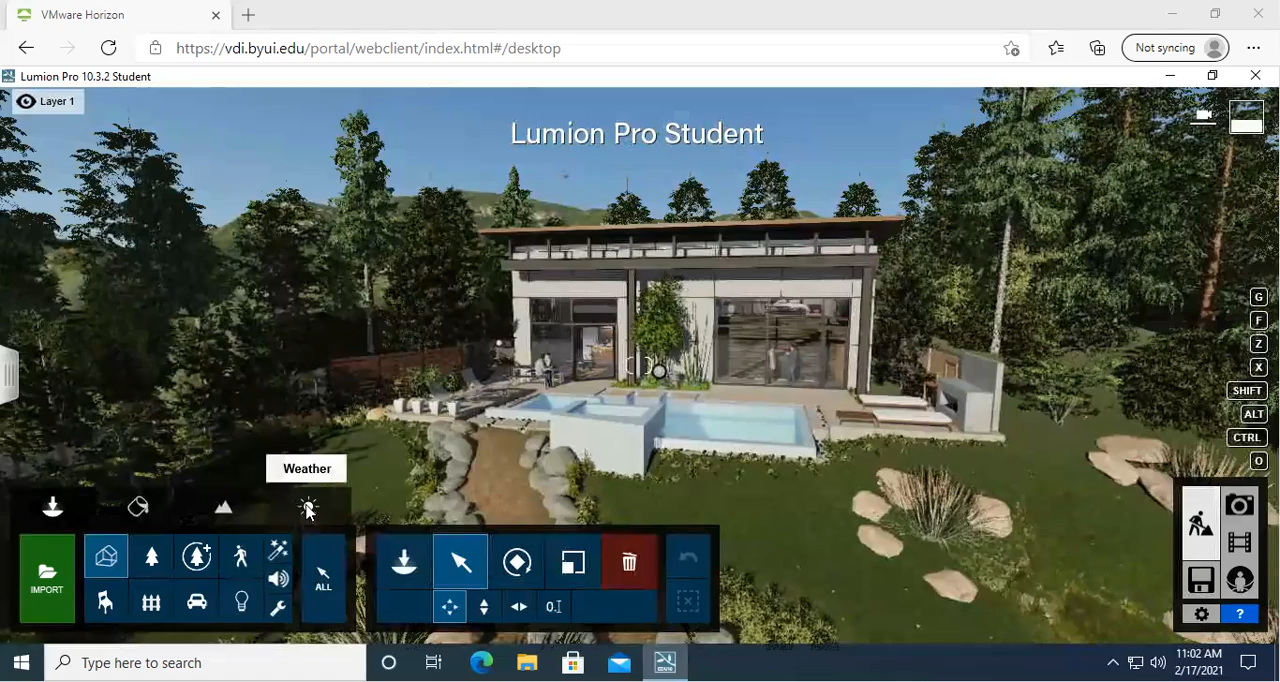 VMware Horizon
https://vdi.byui.edu/portal/webclient/index.html#/desktop
Not syncing
Lumion Pro 10.3.2 Student
Layer 1
Lumion Pro Student
G
F
Z
X
SHIFT
ALT
CTRL
O
Weather
IMPORT
ALL
?
Type here to search
11:02 AM
2/17/2021